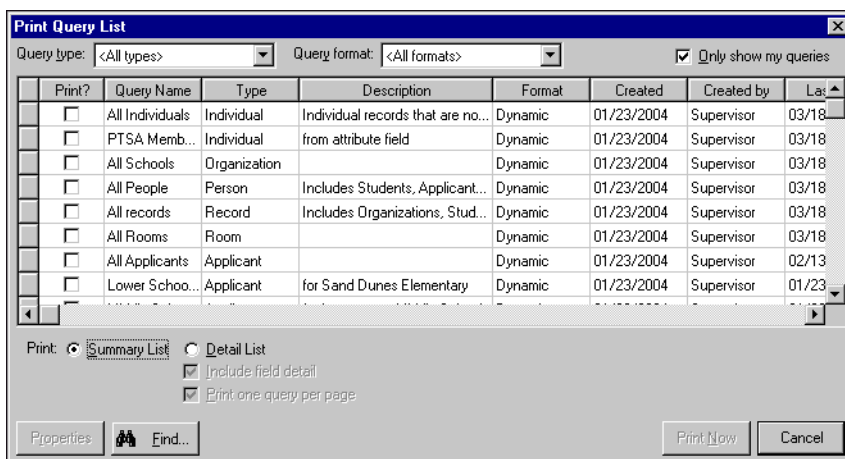 Print Query List
Query type: <All types> Query format: <All formats> Only show my queries
Print? Query Name Type Description Format Created Created by Las
All Individuals Individual Individual records that are no... Dynamic 01/23/2004 Supervisor 03/18
PTSA Memb... Individual from attribute field Dynamic 01/23/2004 Supervisor 03/18
All Schools Organization Dynamic 01/23/2004 Supervisor 03/18
All People Person Includes Students, Applicant... Dynamic 01/23/2004 Supervisor 03/18
All records Record Includes Organizations, Stud... Dynamic 01/23/2004 Supervisor 03/18
All Rooms Room Dynamic 01/23/2004 Supervisor 03/18
All Applicants Applicant Dynamic 01/23/2004 Supervisor 02/13
Lower Schoo... Applicant for Sand Dunes Elementary Dynamic 01/23/2004 Supervisor 01/23
Print: Summary List Detail List
Include field detail
Print one query per page
Properties Find... Print Now Cancel